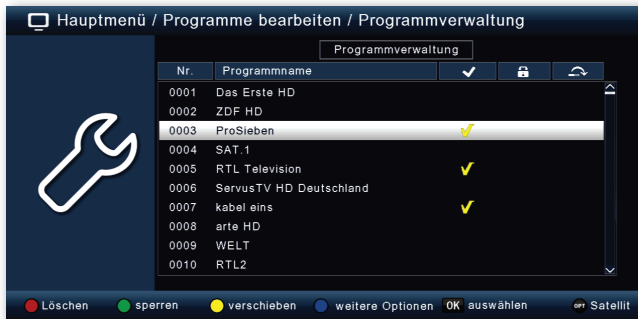 Hauptmenü / Programme bearbeiten / Programmverwaltung
Programmverwaltung
Nr. Programmname
0001 Das Erste HD
0002 ZDF HD
0003 ProSieben
0004 SAT.1
0005 RTL Television
0006 ServusTV HD Deutschland
0007 kabel eins
0008 arte HD
0009 WELT
0010 RTL2
Löschen sperren verschieben weitere Optionen OK auswählen OPT Satellit